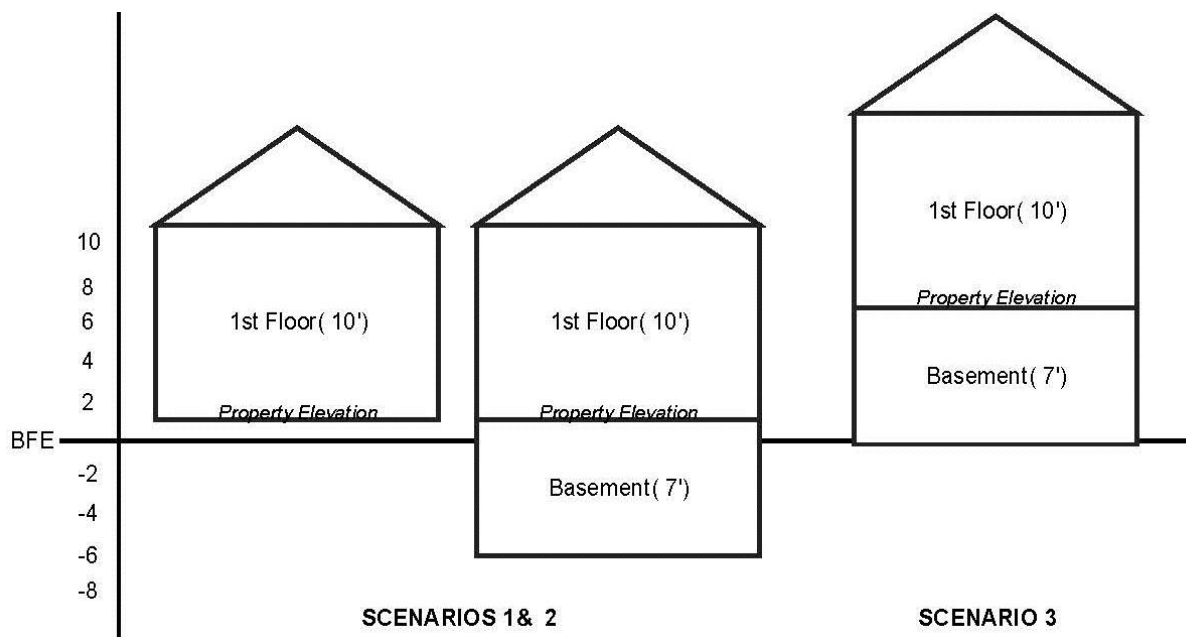 10
8
6
4
2
BFE
-2
-4
-6
-8
1st Floor( 10')
Property Elevation
1st Floor( 10')
Property Elevation
Basement( 7')
1st Floor( 10')
Property Elevation
Basement( 7')
SCENARIOS 1& 2
SCENARIO 3